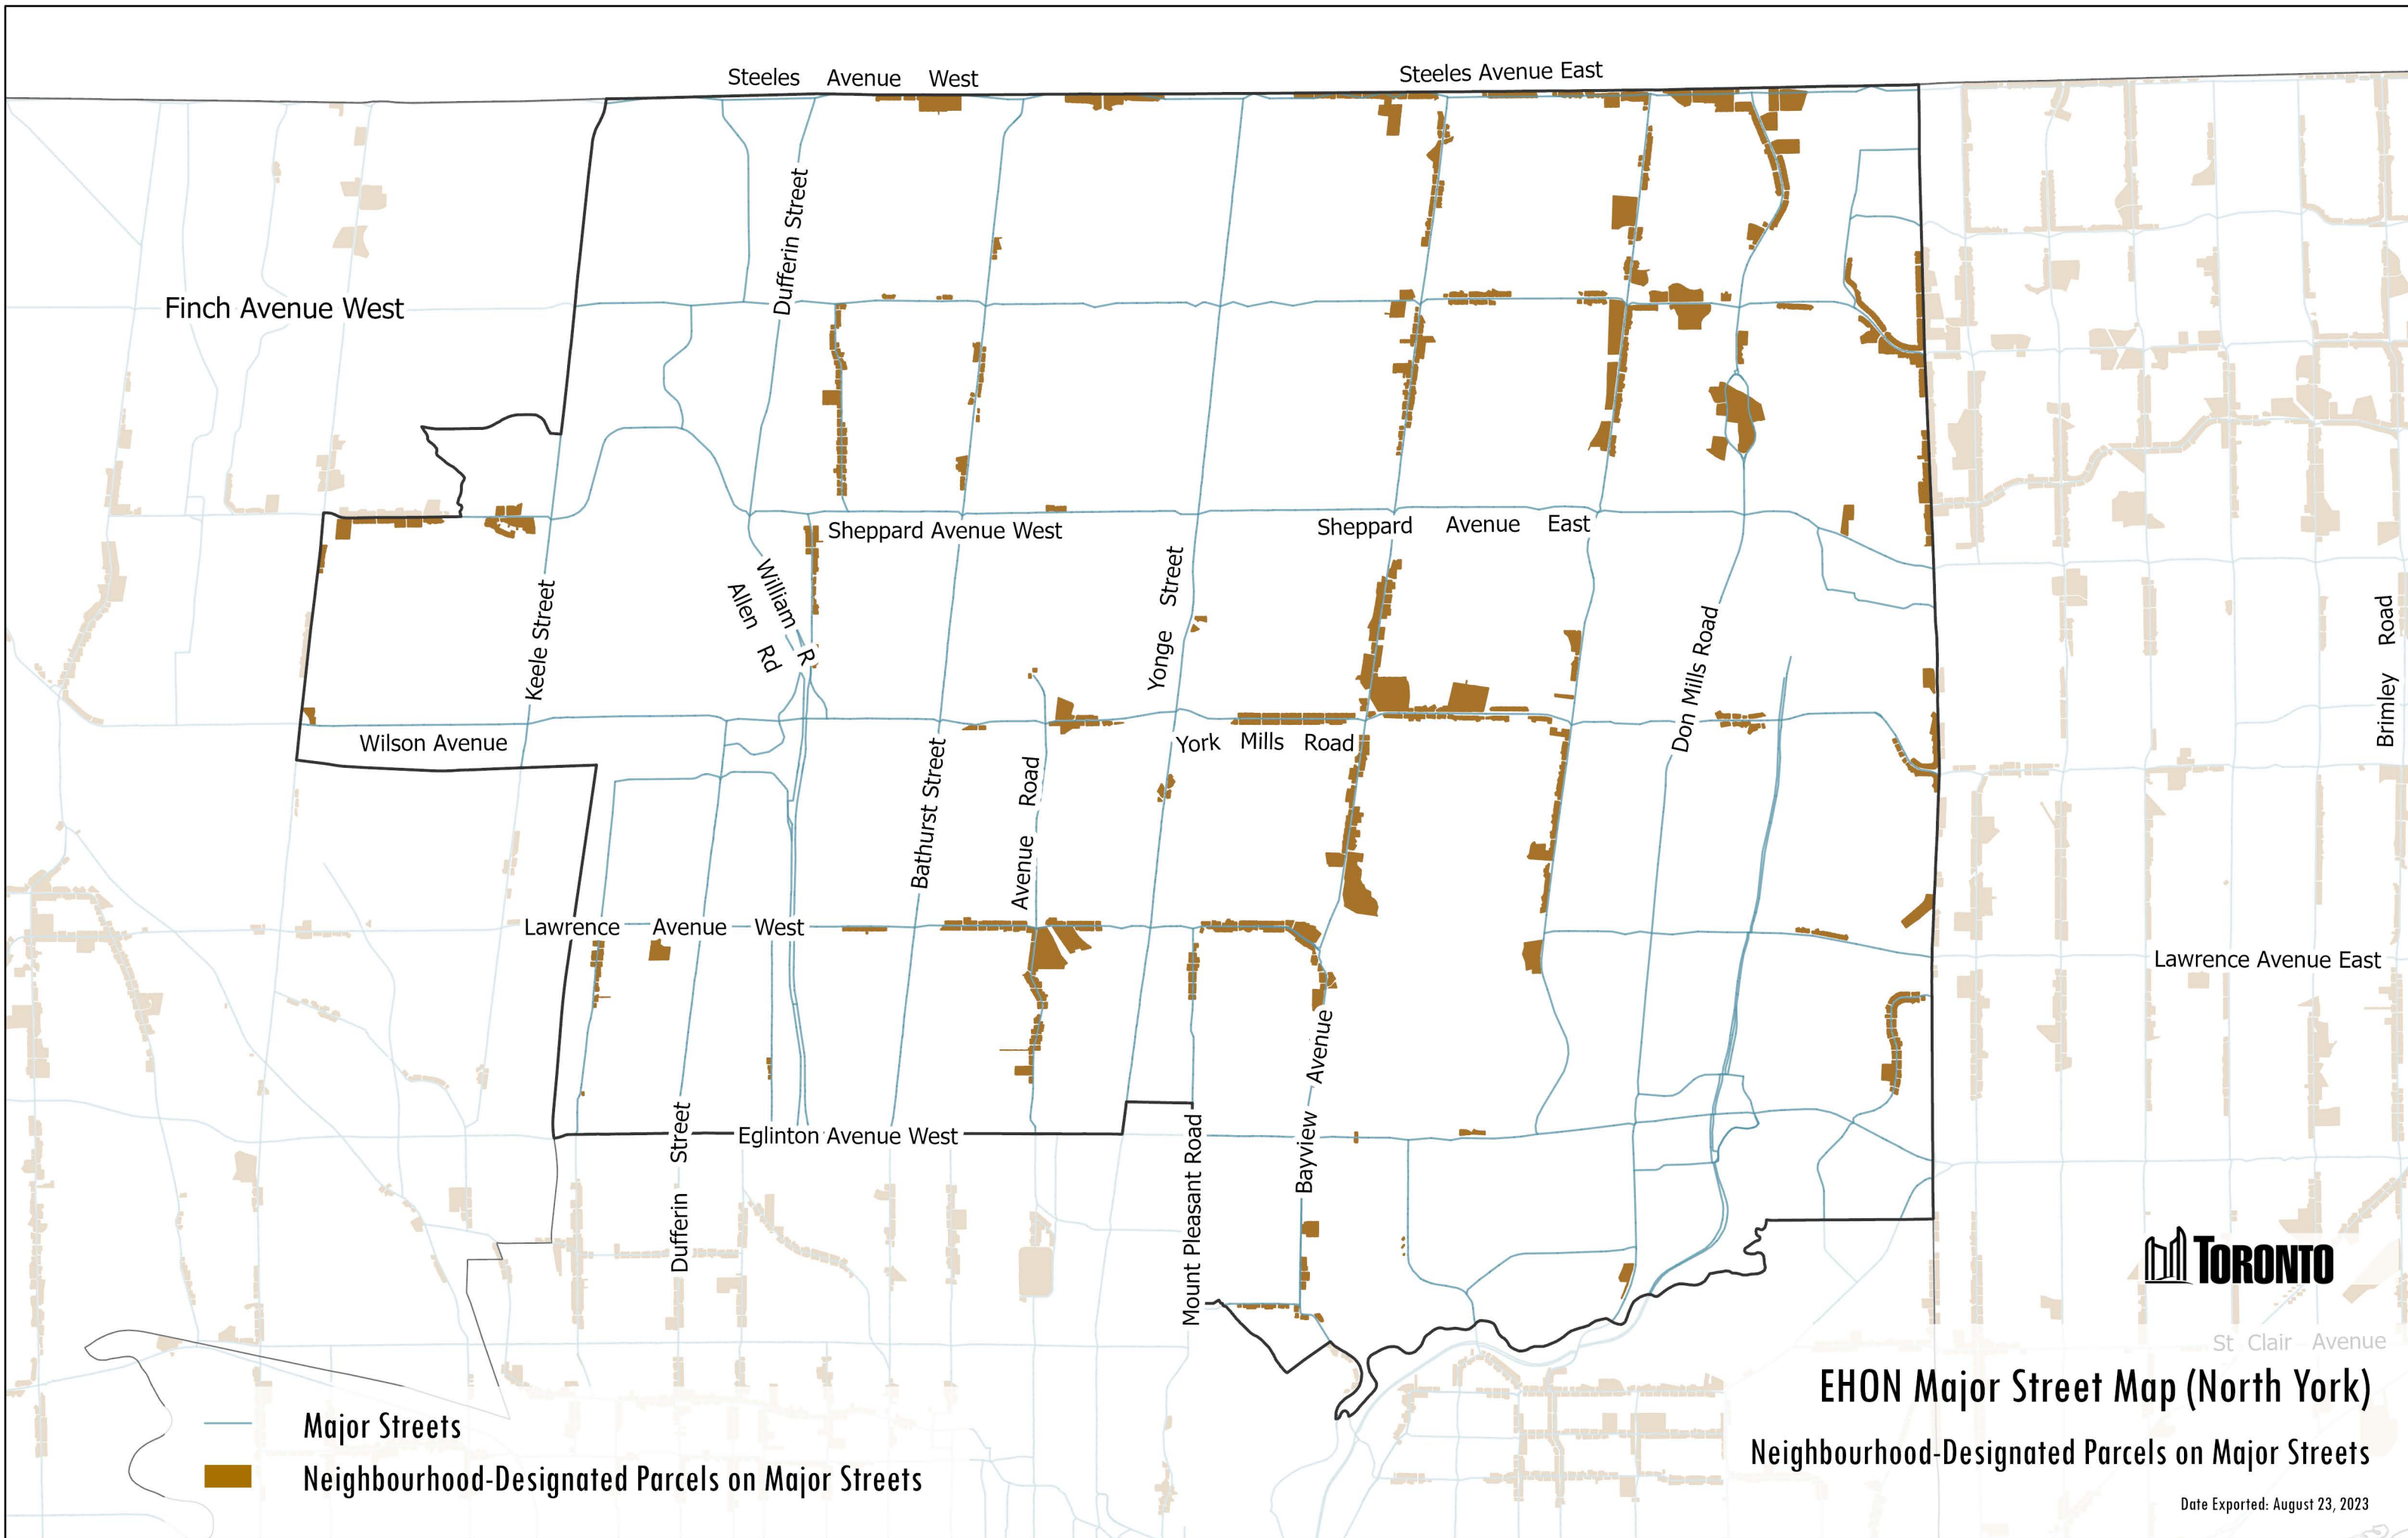 Steeles Avenue West
Steeles Avenue East
Dufferin Street
Finch Avenue West
Sheppard Avenue West
Sheppard Avenue East
William R
Allen Rd
Keele Street
Yonge Street
Don Mills Road
Brimley Road
Wilson Avenue
York Mills Road
Bathurst Street
Avenue Road
Lawrence Avenue West
Lawrence Avenue East
Bayview Avenue
Eglinton Avenue West
Dufferin Street
Mount Pleasant Road
TORONTO
St Clair Avenue
EHON Major Street Map (North York)
Neighbourhood-Designated Parcels on Major Streets
Date Exported: August 23, 2023
Major Streets
Neighbourhood-Designated Parcels on Major Streets